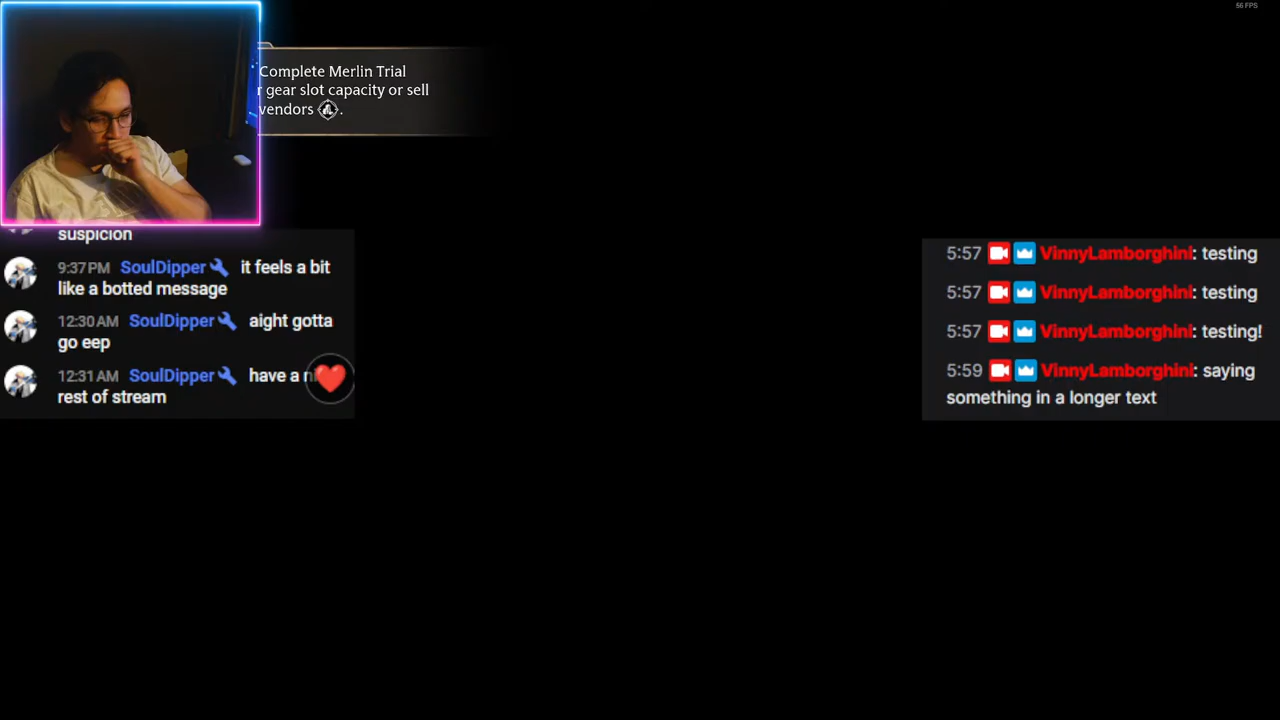 56 FPS
Complete Merlin Trial
r gear slot capacity or sell
vendors
suspicion
9:37 PM SoulDipper it feels a bit
like a botted message
12:30 AM SoulDipper aight gotta
go eep
12:31 AM SoulDipper have a
rest of stream
5:57 VinnyLamborghini: testing
5:57 VinnyLamborghini: testing
5:57 VinnyLamborghini: testing!
5:59 VinnyLamborghini: saying
something in a longer text